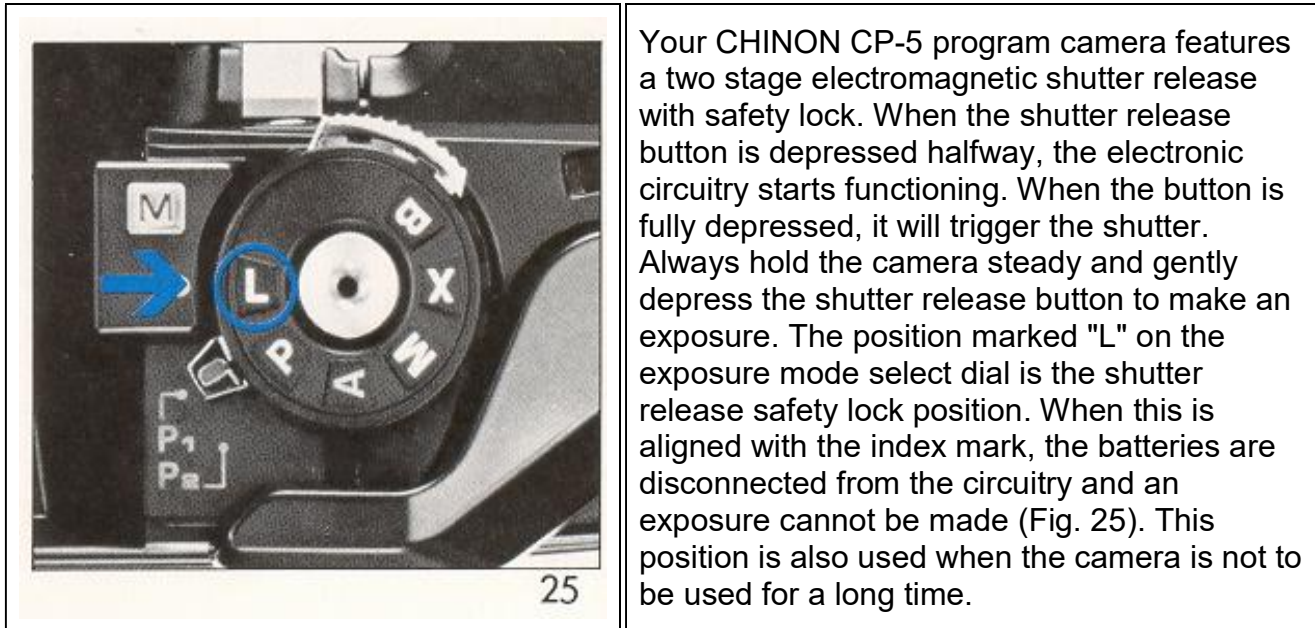 M
B
X
L
M
P
A
P1
P2
25
Your CHINON CP-5 program camera features
a two stage electromagnetic shutter release
with safety lock. When the shutter release
button is depressed halfway, the electronic
circuitry starts functioning. When the button is
fully depressed, it will trigger the shutter.
Always hold the camera steady and gently
depress the shutter release button to make an
exposure. The position marked "L" on the
exposure mode select dial is the shutter
release safety lock position. When this is
aligned with the index mark, the batteries are
disconnected from the circuitry and an
exposure cannot be made (Fig. 25). This
position is also used when the camera is not to
be used for a long time.